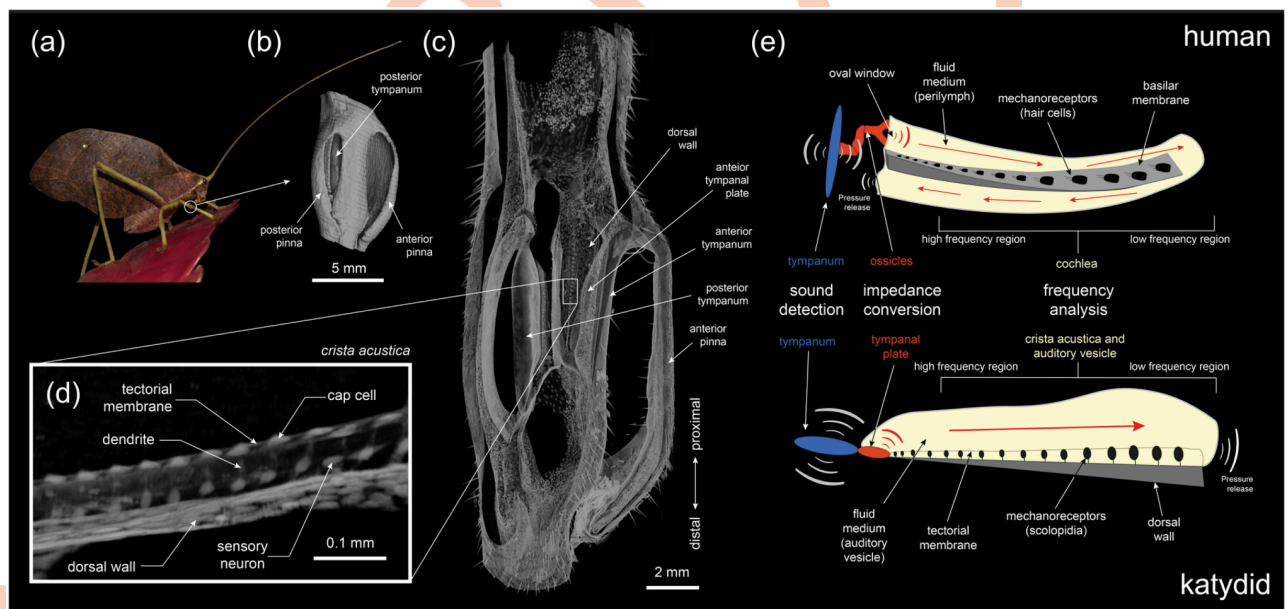 (a)
(b)
posterior
tympanum
posterior
pinna
anterior
pinna
5 mm
(c)
dorsal
wall
anteior
tympanal
plate
anterior
tympanum
posterior
tympanum
anterior
pinna
proximal
distal
2 mm
crista acustica
(d)
tectorial
membrane
cap cell
dendrite
dorsal wall
sensory
neuron
0.1 mm
(e)
human
oval window
fluid
medium
(perilymph)
mechanoreceptors
(hair cells)
basilar
membrane
Pressure
release
high frequency region
low frequency region
tympanum
ossicles
cochlea
sound
detection
impedance
conversion
frequency
analysis
tympanum
tympanal
plate
crista acustica and
auditory vesicle
high frequency region
low frequency region
Pressure
release
fluid
medium
(auditory
vesicle)
tectorial
membrane
mechanoreceptors
(scolopidia)
dorsal
wall
katydid